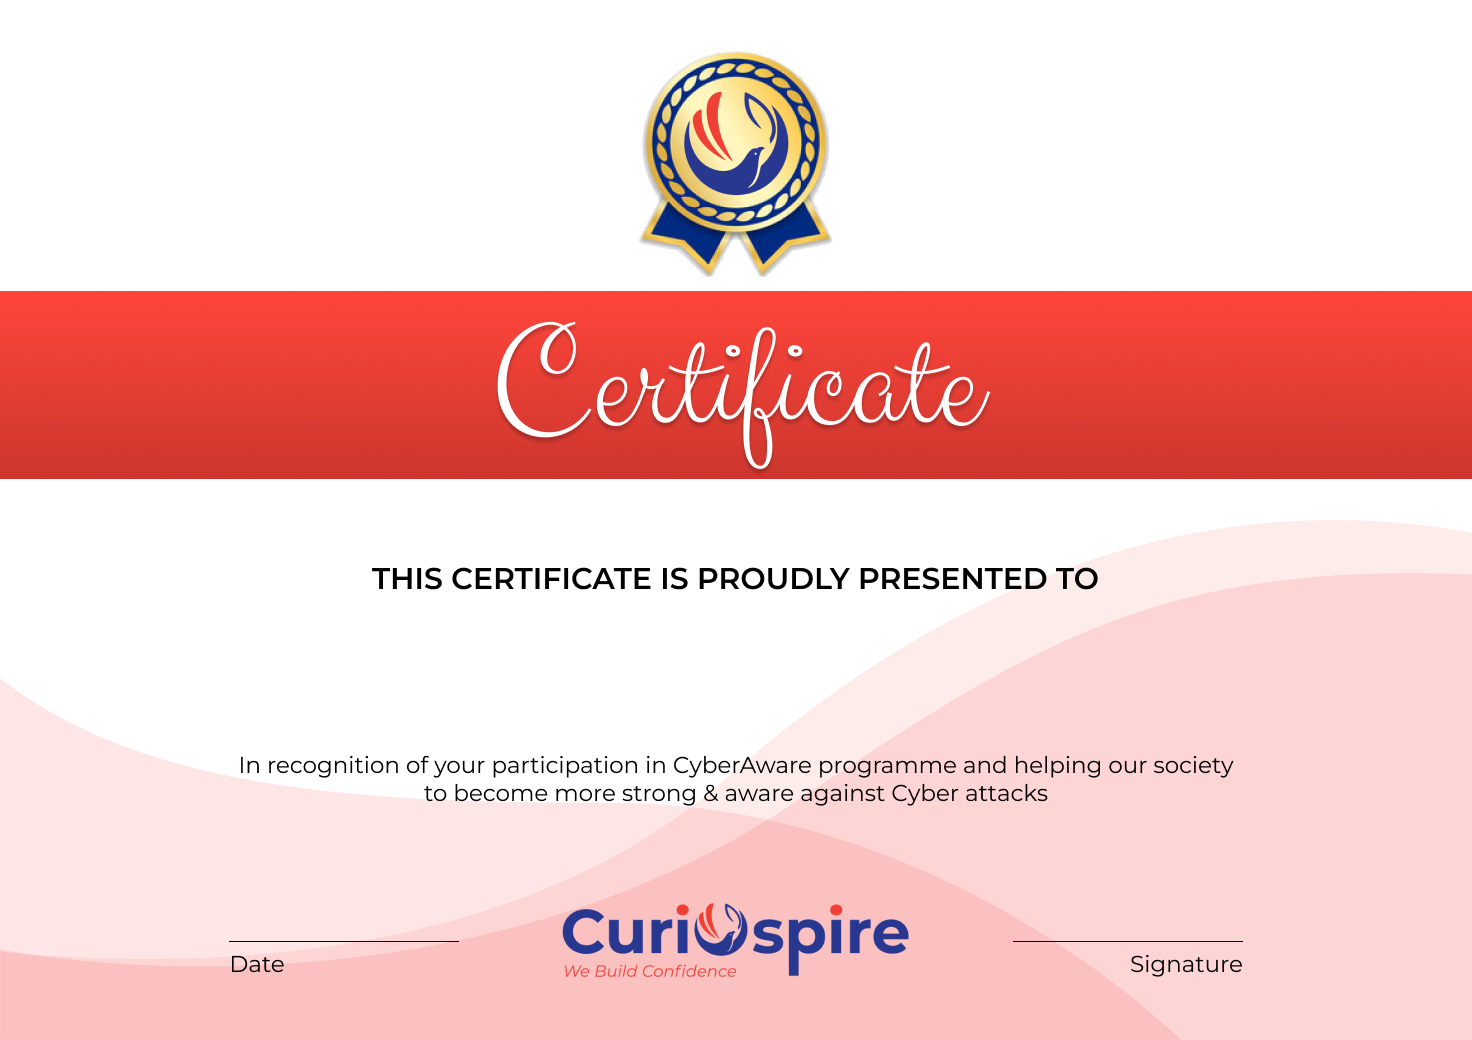 Certificate
THIS CERTIFICATE IS PROUDLY PRESENTED TO
In recognition of your participation in CyberAware programme and helping our society
to become more strong & aware against Cyber attacks
Curiospire
We Build Confidence
Date
Signature